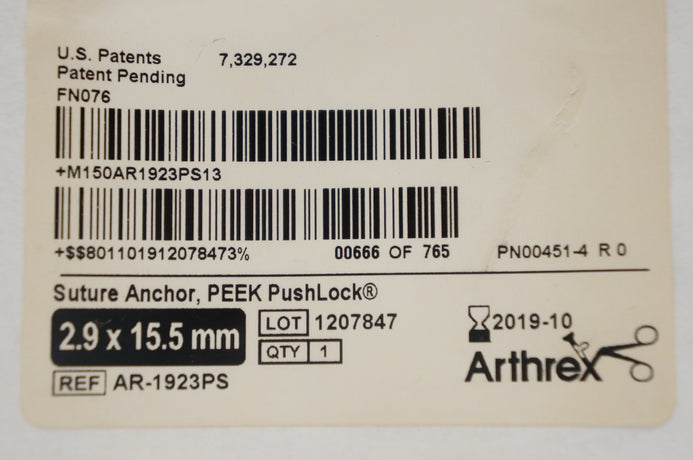 U.S. Patents 7,329,272
Patent Pending
FN076
+M150AR1923PS13
+$$801101912078473% 00666 OF 765 PN00451-4 R 0
Suture Anchor, PEEK PushLock®
2.9 x 15.5 mm LOT 1207847 2019-10
QTY 1
REF AR-1923PS Arthrex